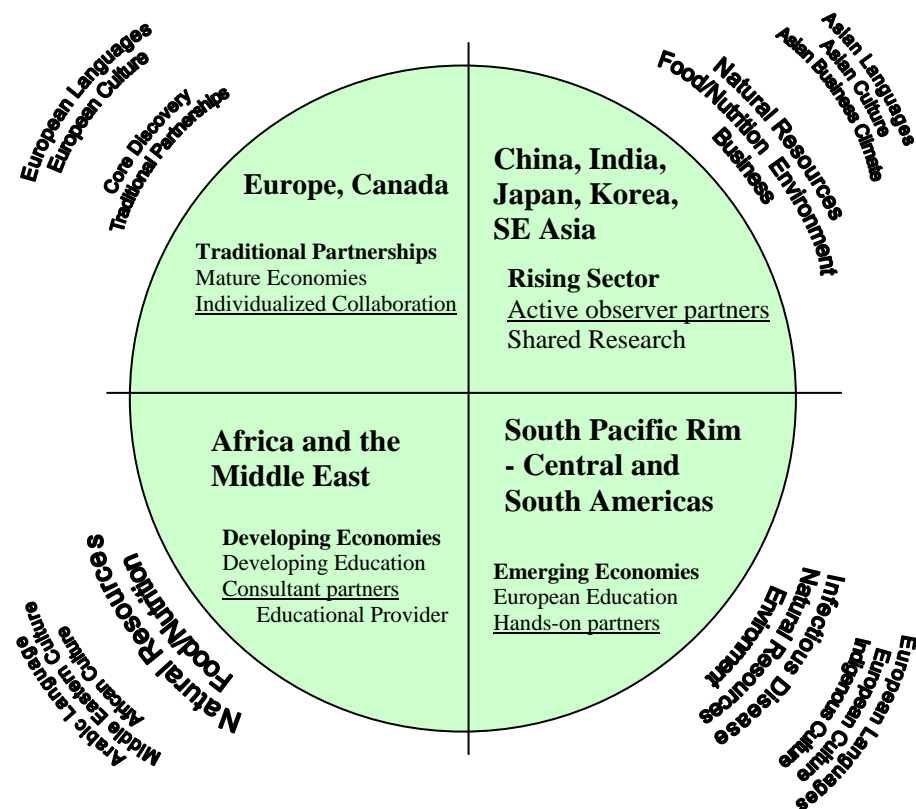 European Languages
European Culture
Core Discovery
Traditional Partnerships
Europe, Canada
Traditional Partnerships
Mature Economies
Individualized Collaboration
Asian Languages
Asian Culture
Asian Business Climate
Natural Resources
Food/Nutrition Environment
Business
China, India,
Japan, Korea,
SE Asia
Rising Sector
Active observer partners
Shared Research
Africa and the
Middle East
Developing Economies
Developing Education
Consultant partners
Educational Provider
Natural Resources
Food/Nutrition
Arabic Language
Middle Eastern Culture
African Culture
South Pacific Rim
- Central and
South Americas
Emerging Economies
European Education
Hands-on partners
Infectious Disease
Natural Resources
Environment
European Languages
European Culture
Indigenous Culture